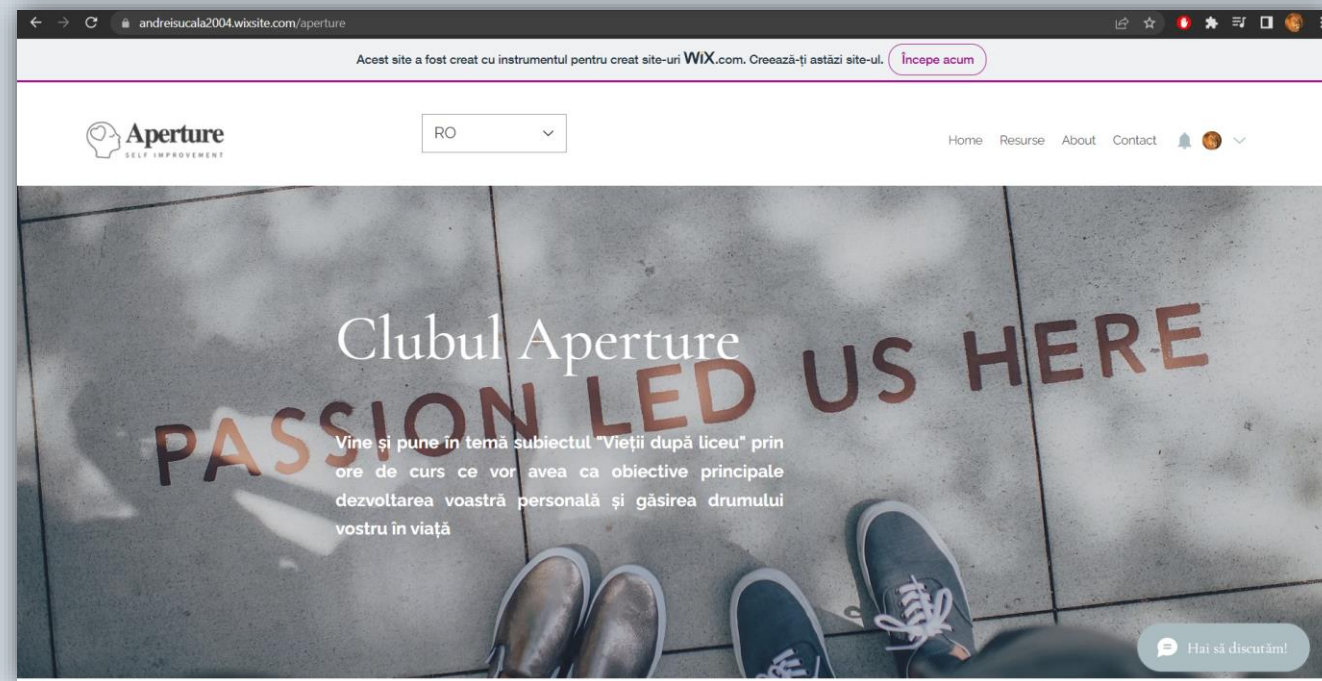 andreisucala2004.wixsite.com/aperture
Acest site a fost creat cu instrumentul pentru creat site-uri WiX.com. Creează-ți astăzi site-ul. Începe acum
Aperture
SELF IMPROVEMENT
RO
Home Resurse About Contact
Clubul Aperture
PASSION LED US HERE
Vine și pune în temă subiectul "Vieții după liceu" prin
ore de curs ce vor avea ca obiective principale
dezvoltarea voastră personală și găsirea drumului
vostru în viață
Hai să discutăm!